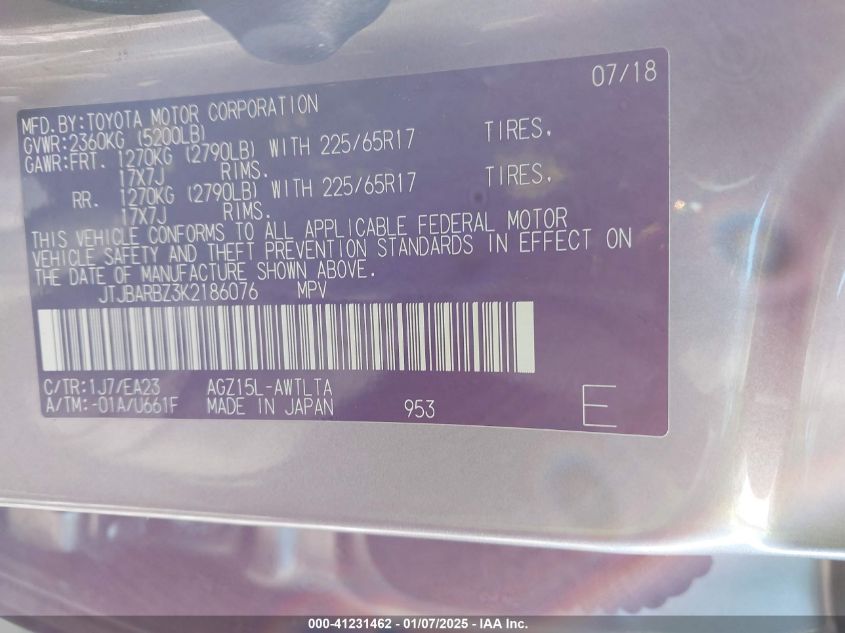 07/18
MFD.BY:TOYOTA MOTOR CORPORATION
GVWR:2360KG (5200LB)
GAWR:FRT. 1270KG (2790LB) WITH 225/65R17 TIRES,
17X7J RIMS.
RR. 1270KG (2790LB) WITH 225/65R17 TIRES,
17X7J RIMS.
THIS VEHICLE CONFORMS TO ALL APPLICABLE FEDERAL MOTOR
VEHICLE SAFETY AND THEFT PREVENTION STANDARDS IN EFFECT ON
THE DATE OF MANUFACTURE SHOWN ABOVE.
JTJBARBZ3K2186076 MPV
C/TR:1J7/EA23 AGZ15L-AWTLTA
A/TM:-01A/U661F MADE IN JAPAN 953 E
000-41231462 - 01/07/2025 - IAA Inc.